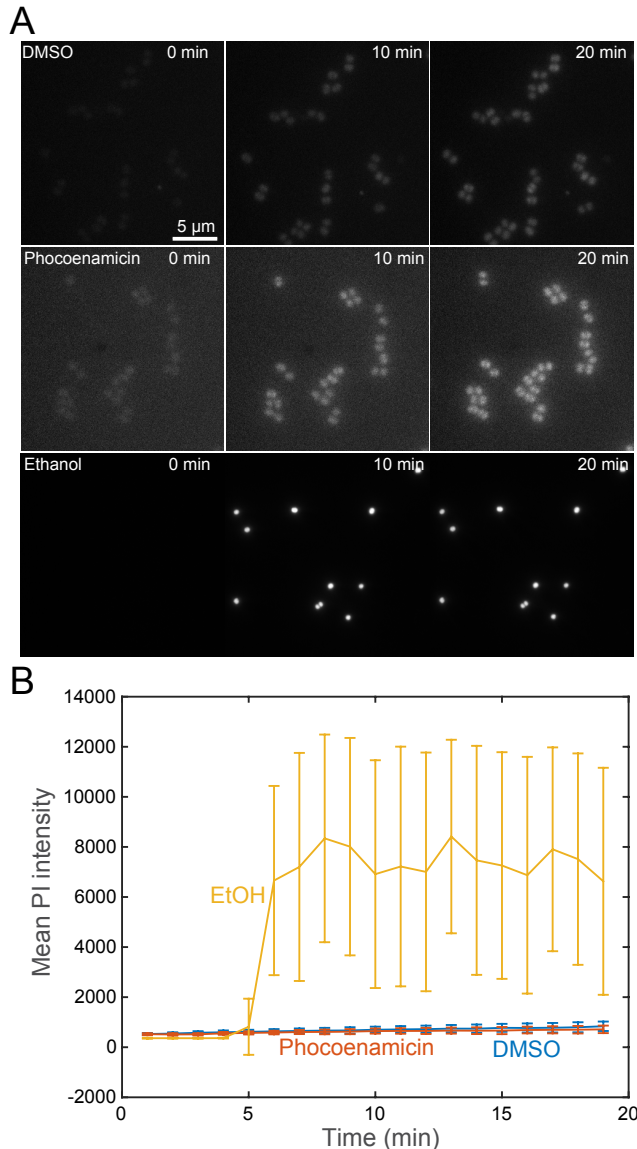 A
DMSO 0 min 10 min 20 min
5 µm
Phocoenamicin 0 min 10 min 20 min
Ethanol 0 min 10 min 20 min
B
14000
12000
10000
8000
6000
4000
2000
0
-2000
Mean PI intensity
EtOH
Phocoenamicin
DMSO
0 5 10 15 20
Time (min)